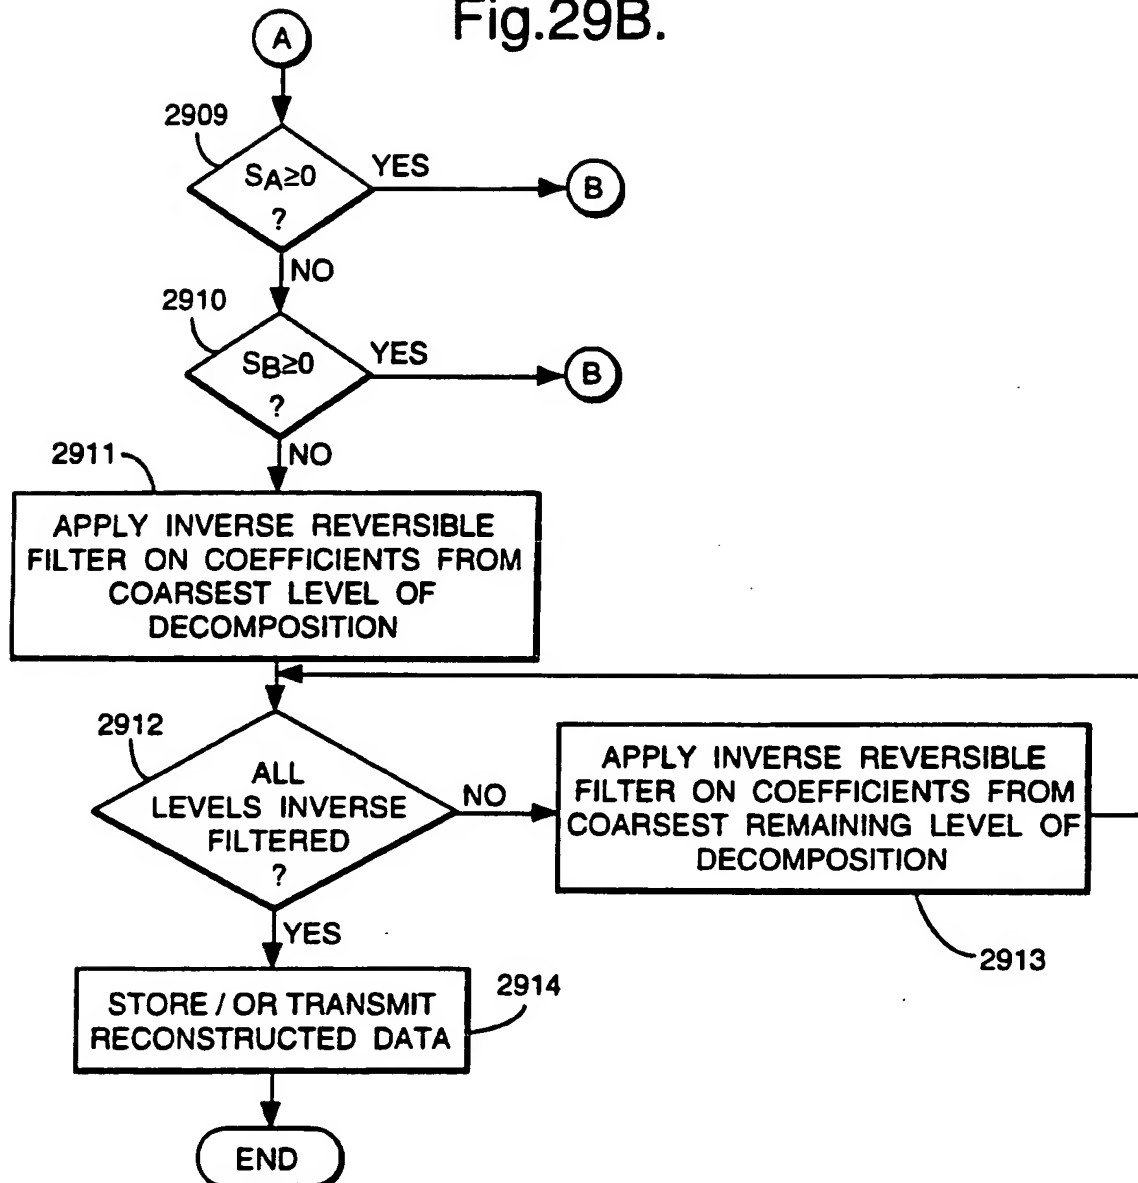 Fig.29B.
A
2909
SA≥0
?
YES
B
NO
2910
SB≥0
?
YES
B
NO
2911
APPLY INVERSE REVERSIBLE
FILTER ON COEFFICIENTS FROM
COARSEST LEVEL OF
DECOMPOSITION
2912
ALL
LEVELS INVERSE
FILTERED
?
NO
APPLY INVERSE REVERSIBLE
FILTER ON COEFFICIENTS FROM
COARSEST REMAINING LEVEL OF
DECOMPOSITION
2913
YES
STORE / OR TRANSMIT
RECONSTRUCTED DATA
2914
END